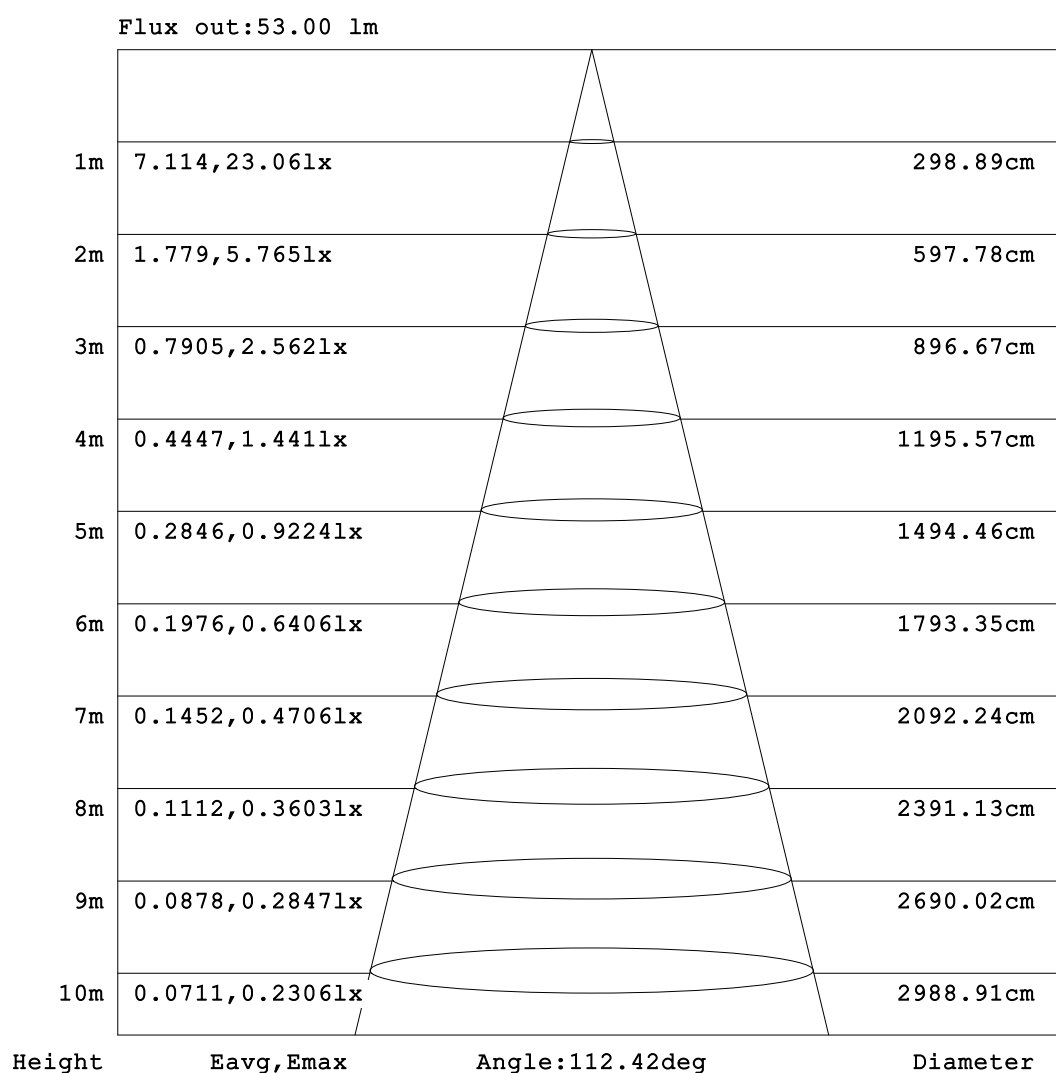 Flux out:53.00 lm
1m 7.114,23.06lx 298.89cm
2m 1.779,5.765lx 597.78cm
3m 0.7905,2.562lx 896.67cm
4m 0.4447,1.441lx 1195.57cm
5m 0.2846,0.9224lx 1494.46cm
6m 0.1976,0.6406lx 1793.35cm
7m 0.1452,0.4706lx 2092.24cm
8m 0.1112,0.3603lx 2391.13cm
9m 0.0878,0.2847lx 2690.02cm
10m 0.0711,0.2306lx 2988.91cm
Height Eavg,Emax Angle:112.42deg Diameter